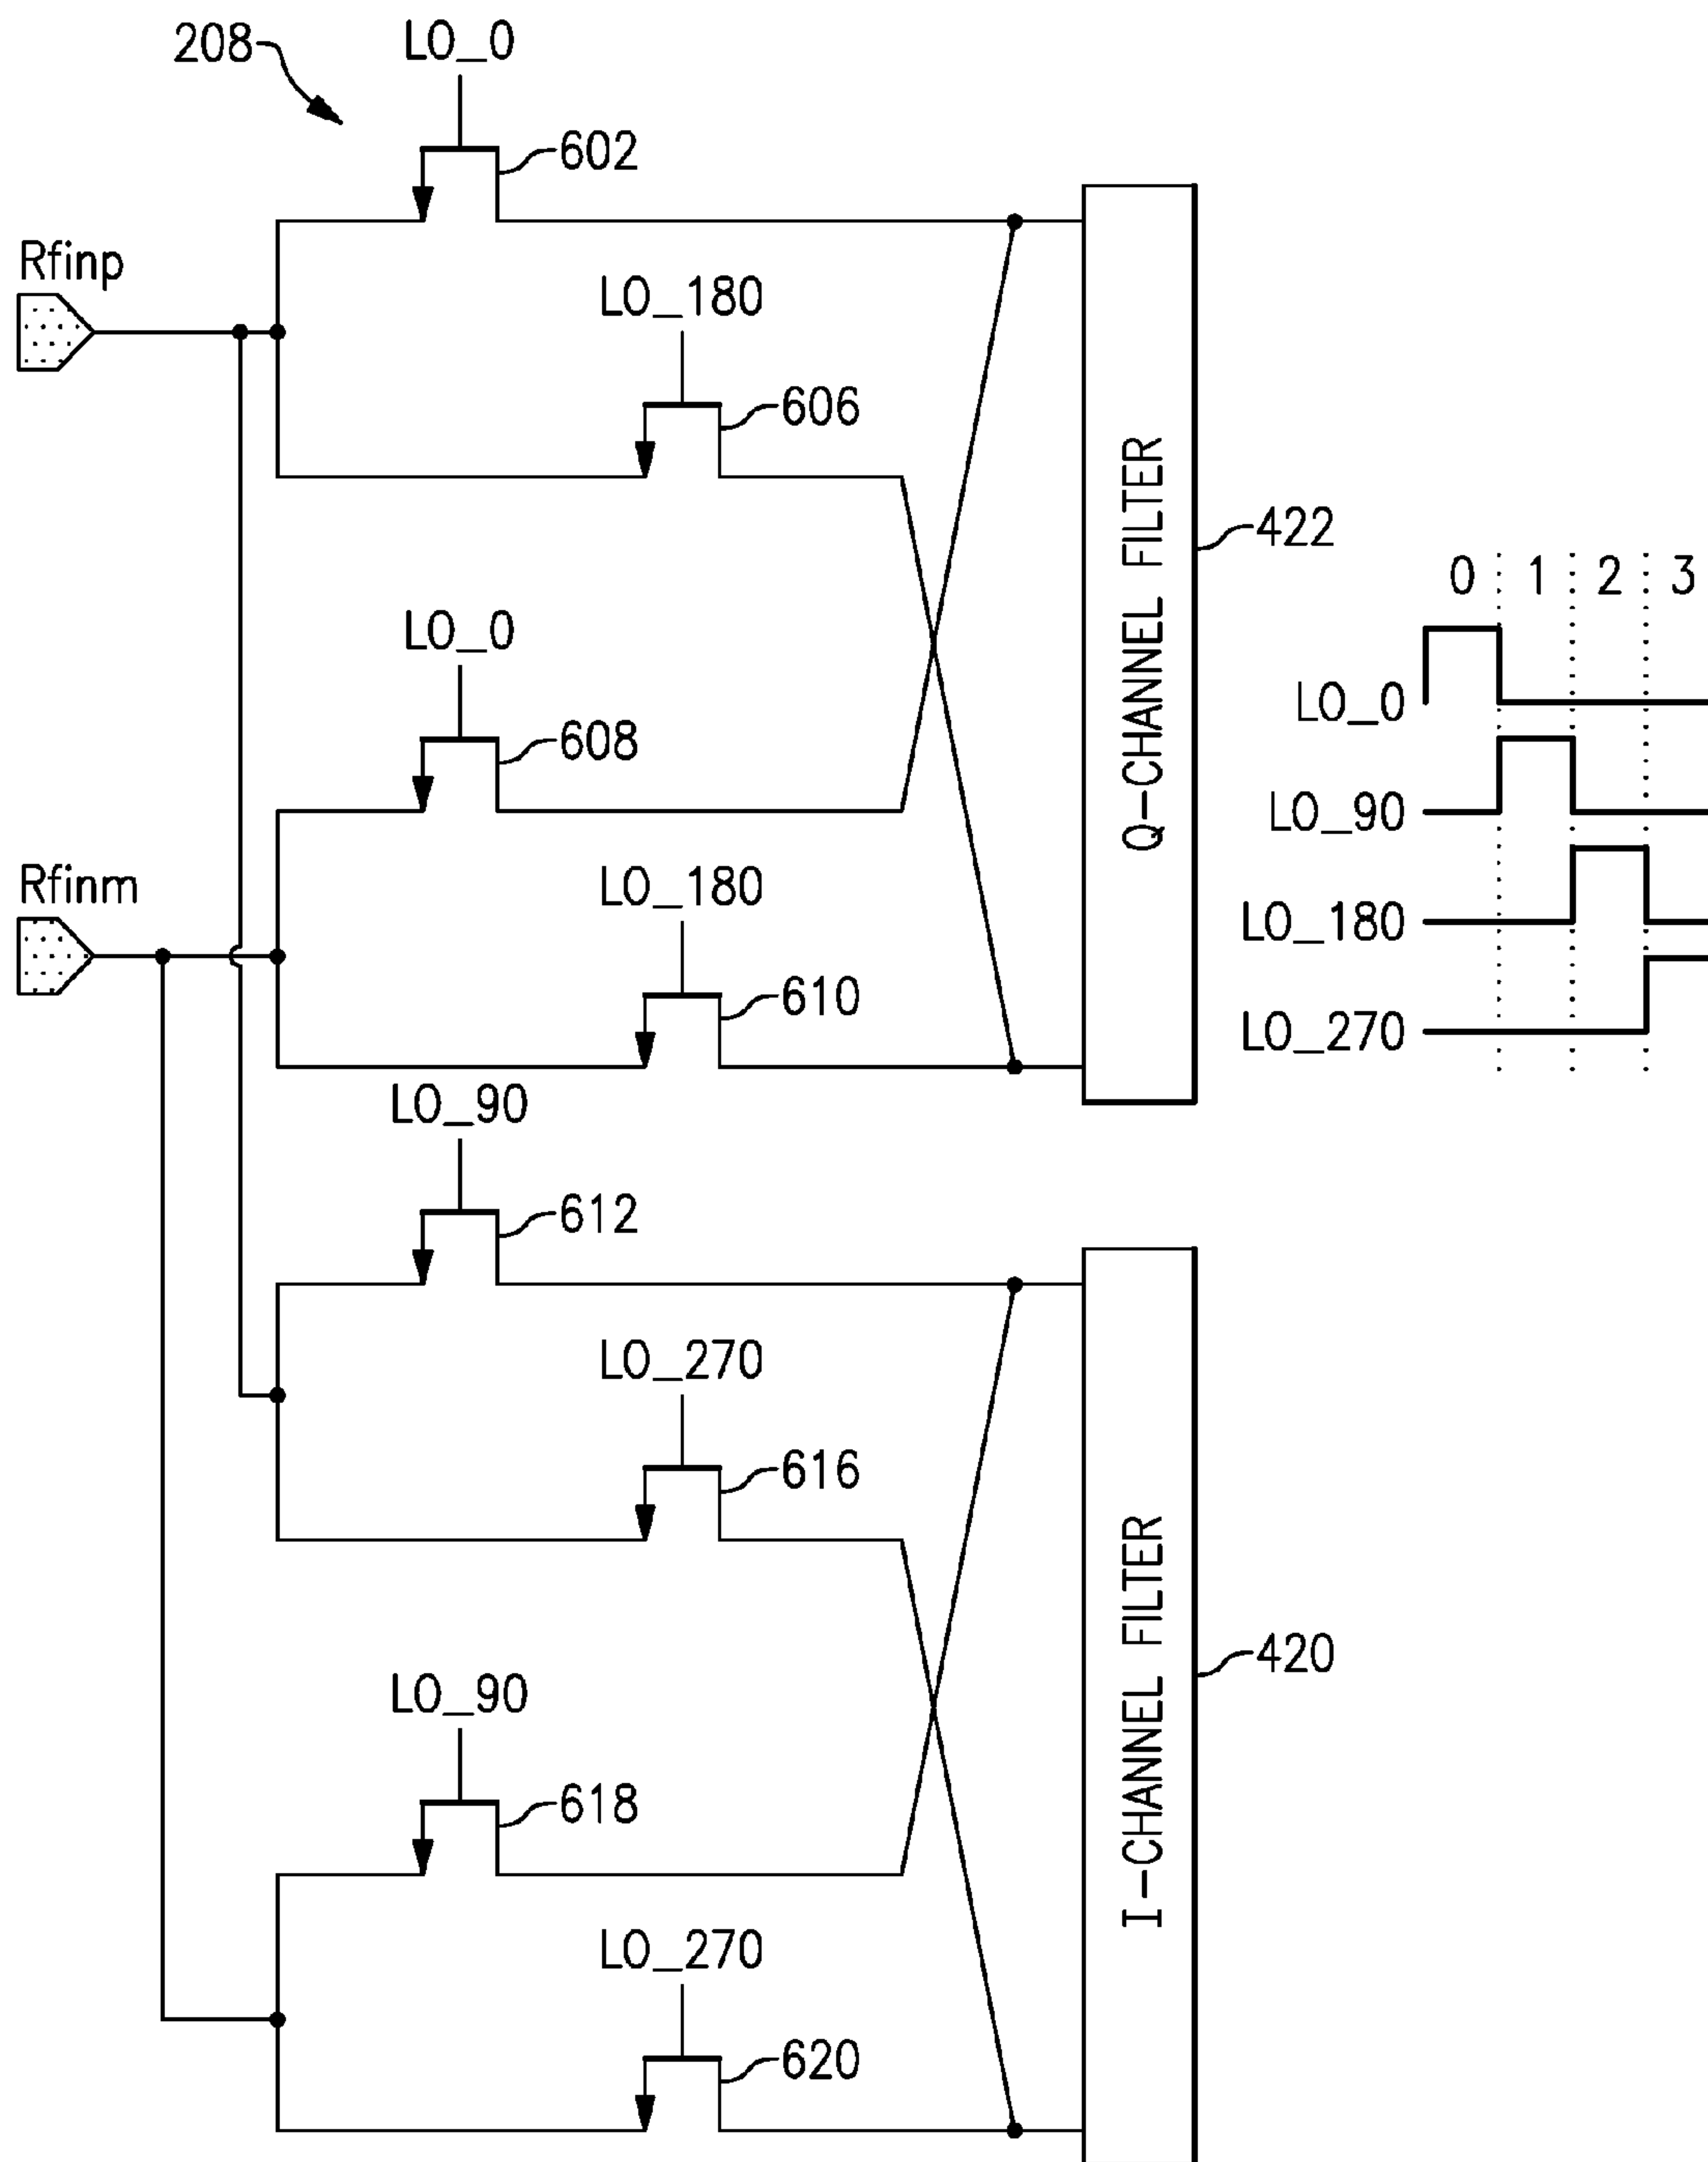 208
LO_0
602
Rfinp
LO_180
606
LO_0
608
Rfinm
LO_180
610
Q-CHANNEL FILTER
422
0 1 2 3
LO_0
LO_90
LO_180
LO_270
LO_90
612
LO_270
616
LO_90
618
LO_270
620
I-CHANNEL FILTER
420